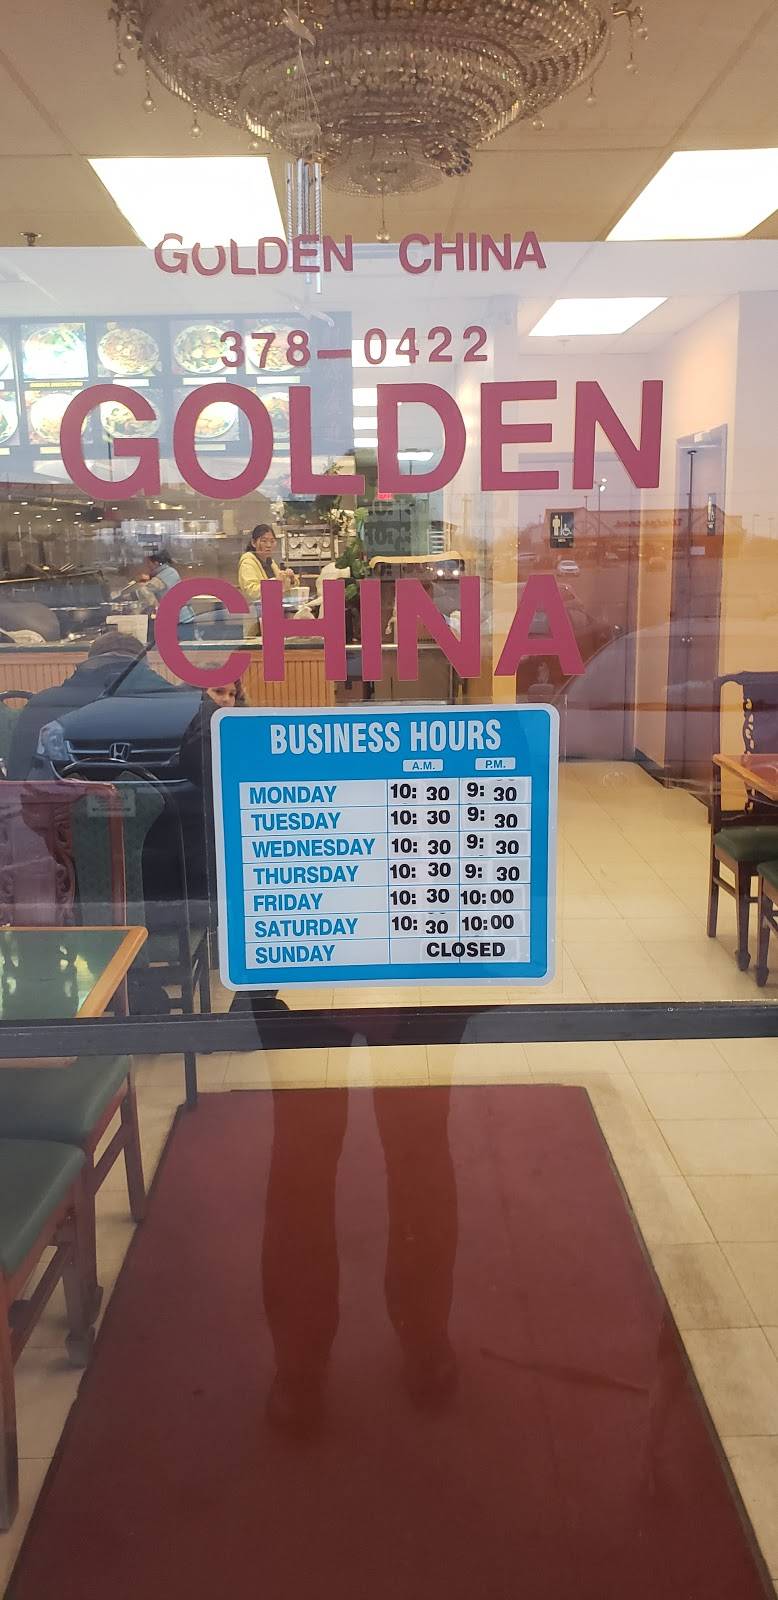 GOLDEN CHINA
378-0422
GOLDEN
CHINA
BUSINESS HOURS
A.M. P.M.
MONDAY 10: 30 9: 30
TUESDAY 10: 30 9: 30
WEDNESDAY 10: 30 9: 30
THURSDAY 10: 30 9: 30
FRIDAY 10: 30 10:00
SATURDAY 10: 30 10:00
SUNDAY CLOSED